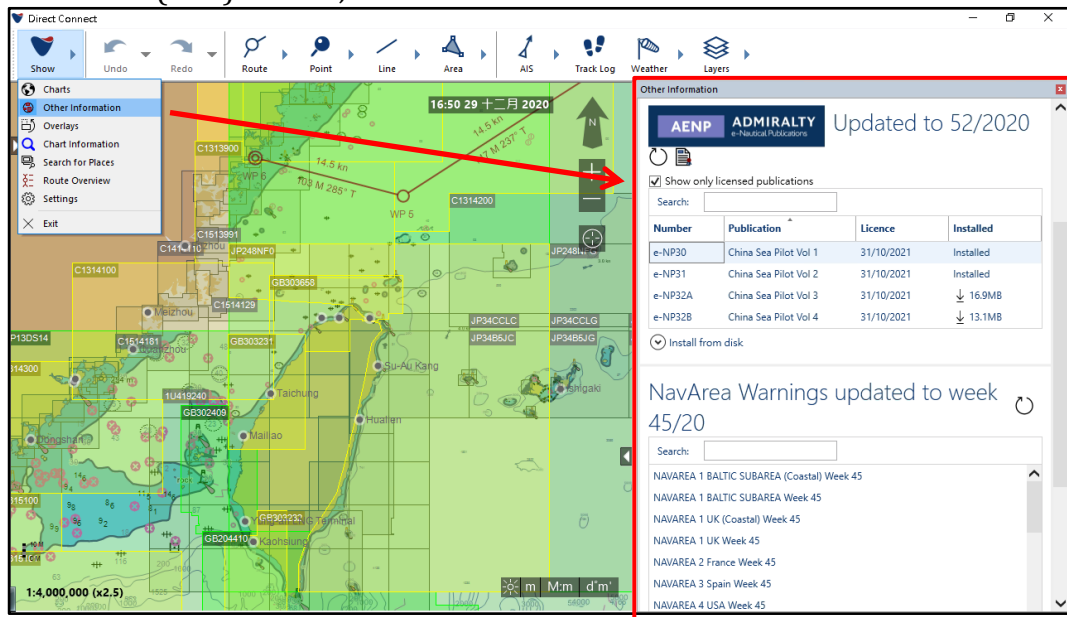 Direct Connect
Show
Undo
Redo
Route
Point
Line
Area
AIS
Track Log
Weather
Layers
Charts
Other Information
Overlays
Chart Information
Search for Places
Route Overview
Settings
Exit
16:50 29 十二月 2020
N
C1313900
WP 6
14.5 kn
103 M 285° T
WP 5
14.5 kn
237° T
C1314200
C1513991
JP248NF0
C1314100
GB303658
C1514129
Meizhou
JP34CCLC
JP34CCLG
P13DS14
C1514181
GB303231
JP34B5JC
JP34B5JG
314300
Su-Au Kang
1U419240
Taichung
Ishigaki
GB302409
Hualien
Dongshan
Mailiao
315100
GB303232
Terminal
GB204410
Kaohsiung
1:4,000,000 (x2.5)
m
M:m
d°m'
Other Information
AENP
ADMIRALTY
e-Nautical Publications
Updated to 52/2020
Show only licensed publications
Search:
Number Publication Licence Installed
e-NP30 China Sea Pilot Vol 1 31/10/2021 Installed
e-NP31 China Sea Pilot Vol 2 31/10/2021 Installed
e-NP32A China Sea Pilot Vol 3 31/10/2021 16.9MB
e-NP32B China Sea Pilot Vol 4 31/10/2021 13.1MB
Install from disk
NavArea Warnings updated to week
45/20
Search:
NAVAREA 1 BALTIC SUBAREA (Coastal) Week 45
NAVAREA 1 BALTIC SUBAREA Week 45
NAVAREA 1 UK (Coastal) Week 45
NAVAREA 1 UK Week 45
NAVAREA 2 France Week 45
NAVAREA 3 Spain Week 45
NAVAREA 4 USA Week 45